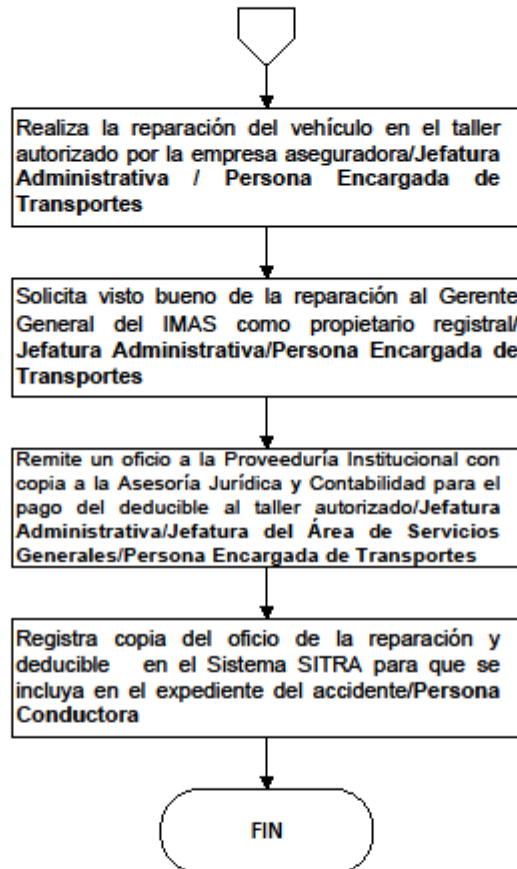 Realiza la reparación del vehículo en el taller
autorizado por la empresa aseguradora/Jefatura
Administrativa / Persona Encargada de
Transportes
Solicita visto bueno de la reparación al Gerente
General del IMAS como propietario registral/
Jefatura Administrativa/Persona Encargada de
Transportes
Remite un oficio a la Proveeduría Institucional con
copia a la Asesoría Jurídica y Contabilidad para el
pago del deducible al taller autorizado/Jefatura
Administrativa/Jefatura del Área de Servicios
Generales/Persona Encargada de Transportes
Registra copia del oficio de la reparación y
deducible en el Sistema SITRA para que se
incluya en el expediente del accidente/Persona
Conductora
FIN